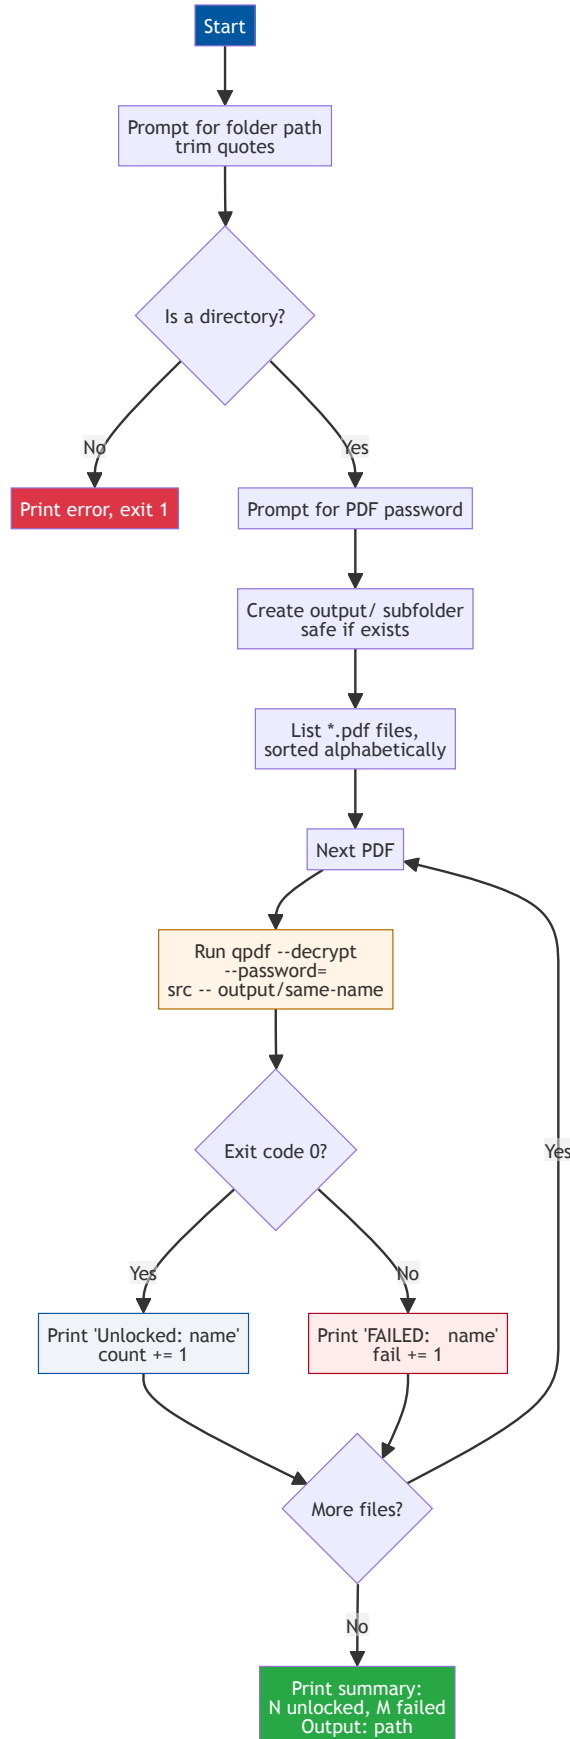 Start
Prompt for folder path
trim quotes
Is a directory?
No
Yes
Print error, exit 1
Prompt for PDF password
Create output/ subfolder
safe if exists
List *.pdf files,
sorted alphabetically
Next PDF
Run qpdf --decrypt
--password=
src -- output/same-name
Exit code 0?
Yes
Yes
No
Print 'Unlocked: name'
count += 1
Print 'FAILED:   name'
fail += 1
More files?
No
Print summary:
N unlocked, M failed
Output: path